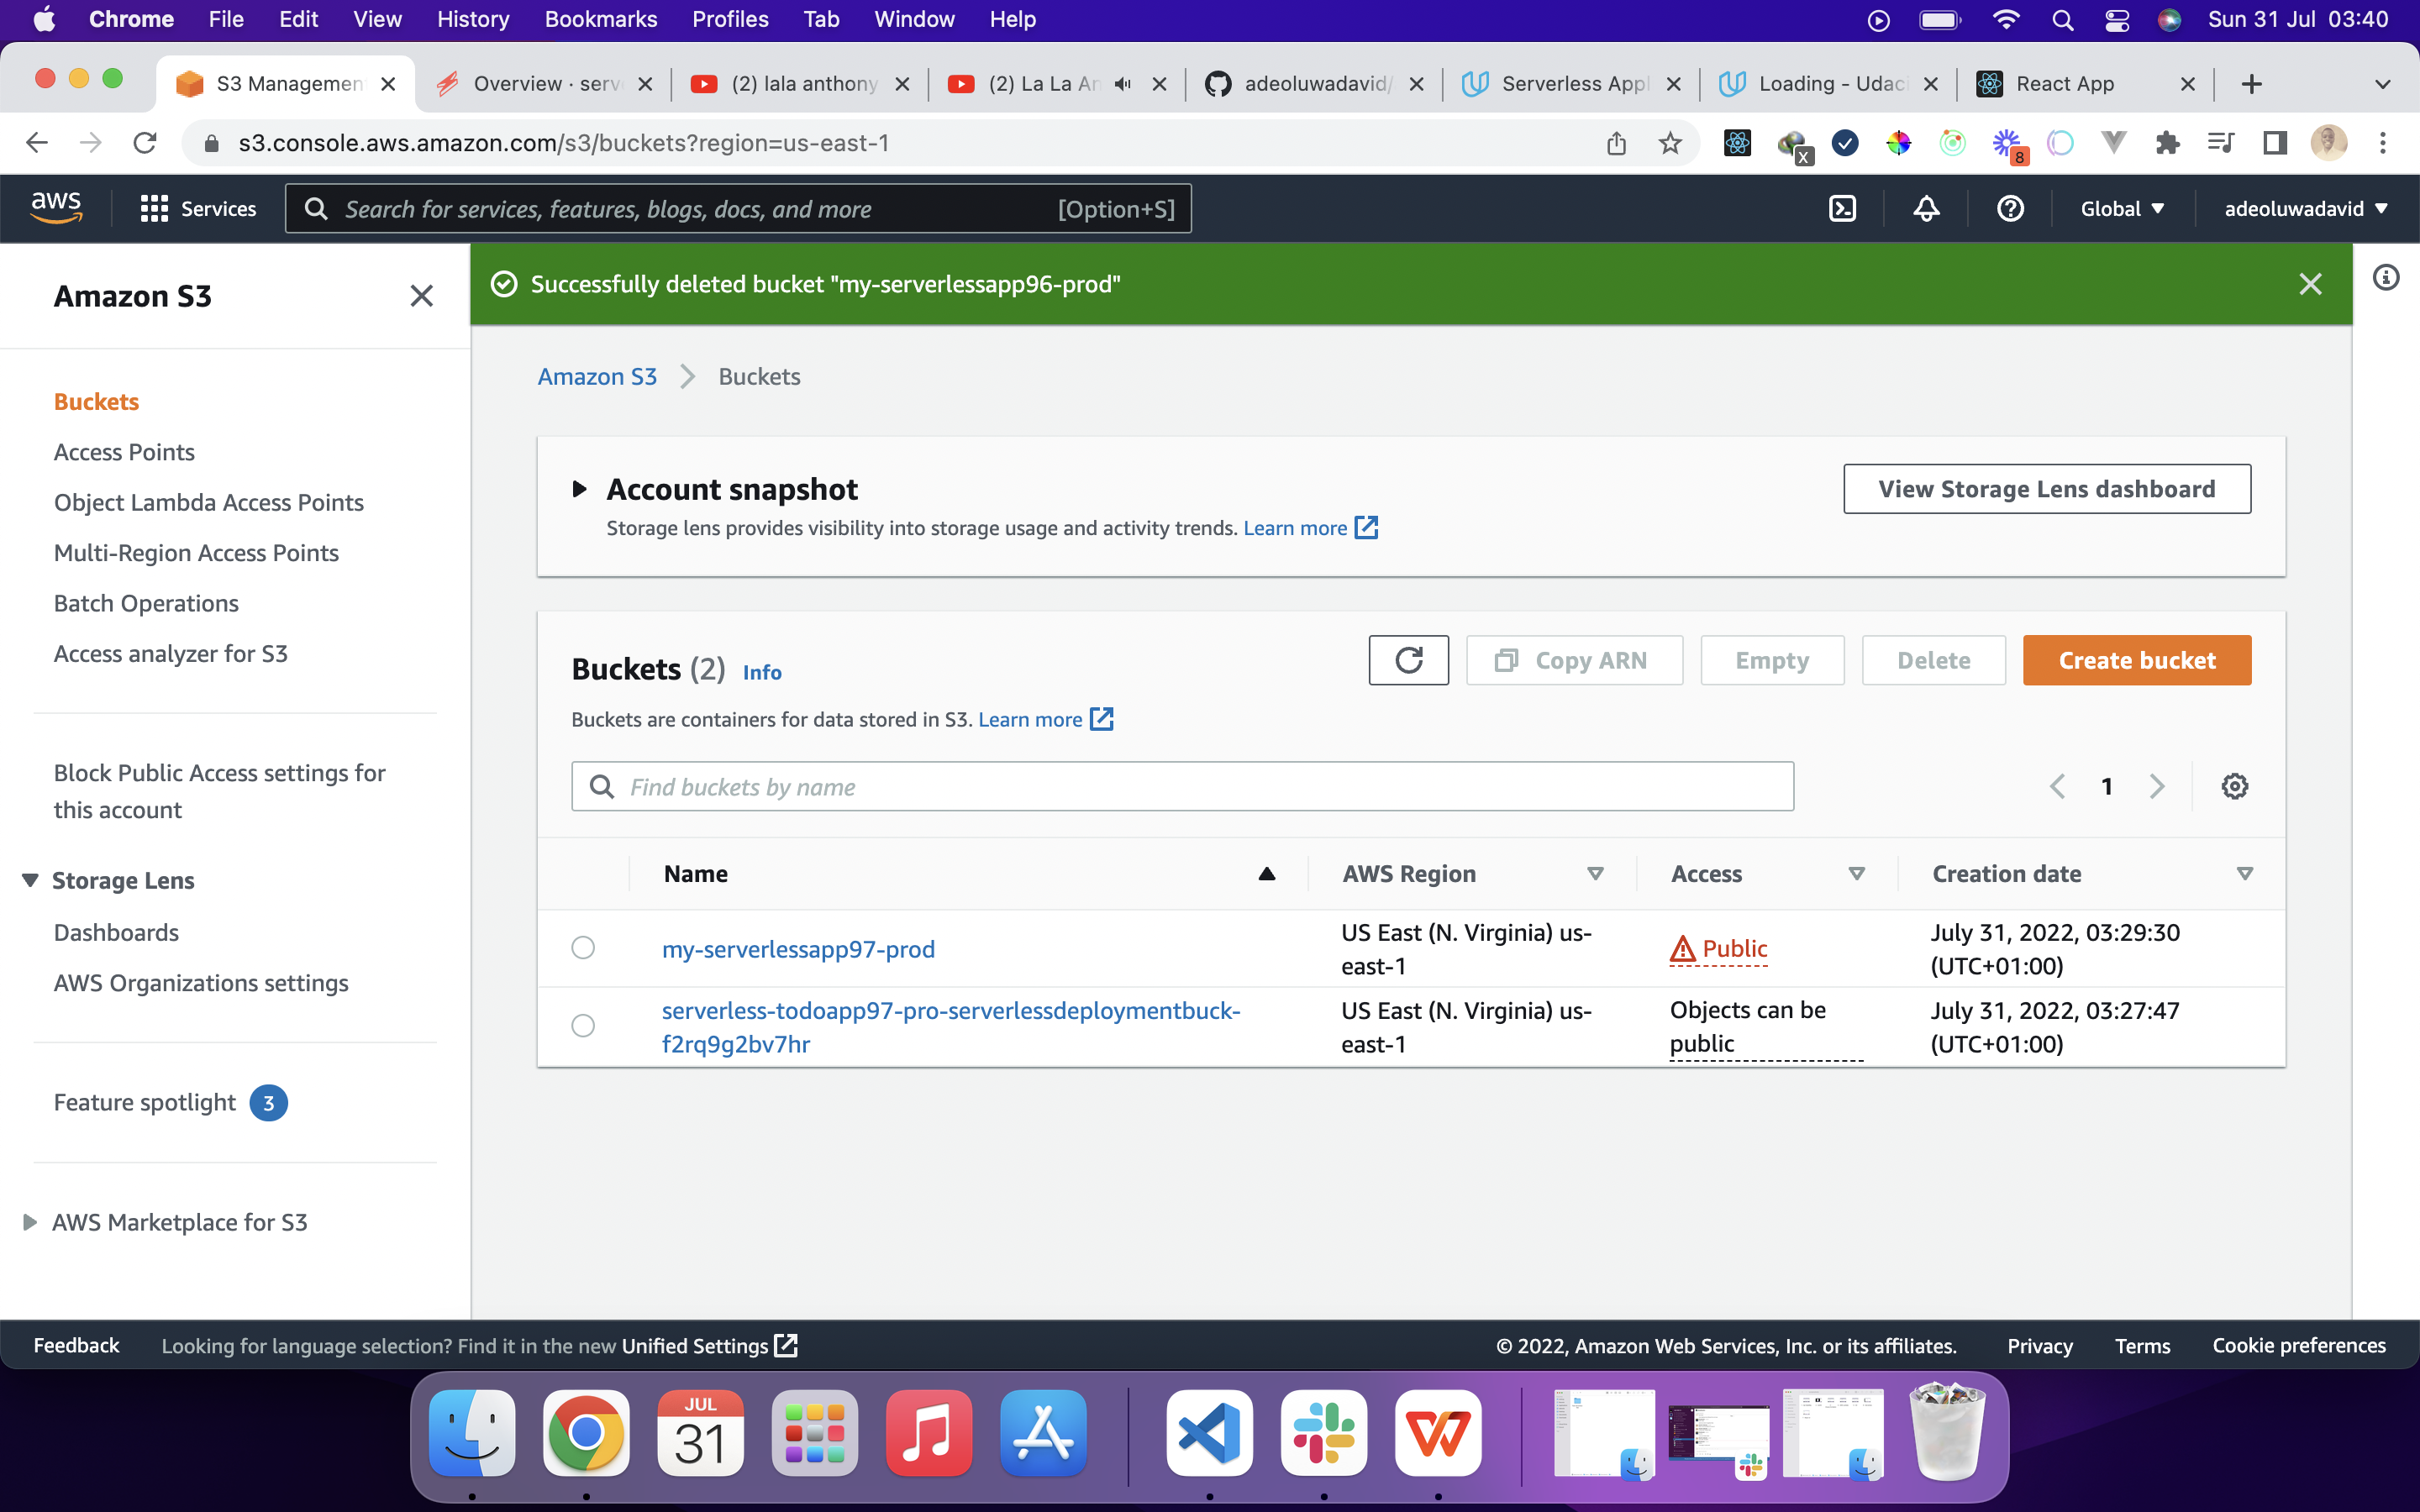 Chrome File Edit View History Bookmarks Profiles Tab Window Help Sun 31 Jul 03:40
S3 Managemen (2) lala anthony (2) La La An adeoluwadavid/ Serverless Appl Loading - Udaci React App
Overview · serve
s3.console.aws.amazon.com/s3/buckets?region=us-east-1
X
8
aws Services Search for services, features, blogs, docs, and more [Option+S] Global adeoluwadavid
Amazon S3
Buckets
Access Points
Object Lambda Access Points
Multi-Region Access Points
Batch Operations
Access analyzer for S3
Block Public Access settings for
this account
Storage Lens
Dashboards
AWS Organizations settings
Feature spotlight 3
AWS Marketplace for S3
Successfully deleted bucket "my-serverlessapp96-prod"
Amazon S3 Buckets
Account snapshot
Storage lens provides visibility into storage usage and activity trends. Learn more
View Storage Lens dashboard
Buckets (2) Info
Copy ARN Empty Delete Create bucket
Buckets are containers for data stored in S3. Learn more
Find buckets by name
1
Name AWS Region Access Creation date
my-serverlessapp97-prod US East (N. Virginia) us-
east-1 Public July 31, 2022, 03:29:30
(UTC+01:00)
serverless-todoapp97-pro-serverlessdeploymentbuck-
f2rq9g2bv7hr US East (N. Virginia) us-
east-1 Objects can be
public July 31, 2022, 03:27:47
(UTC+01:00)
Feedback Looking for language selection? Find it in the new Unified Settings © 2022, Amazon Web Services, Inc. or its affiliates. Privacy Terms Cookie preferences
JUL
31